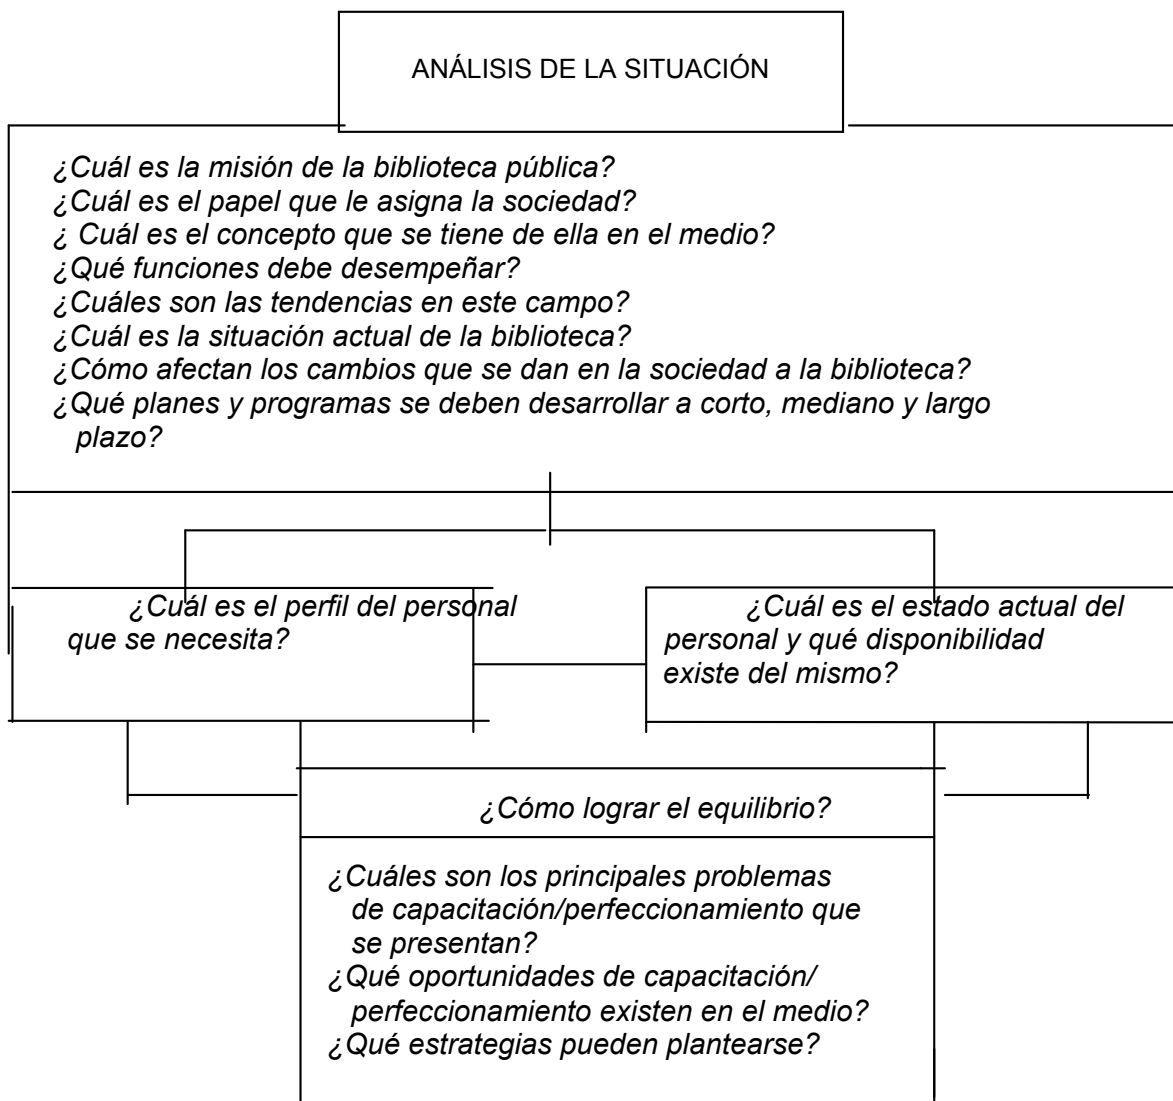 ANÁLISIS DE LA SITUACIÓN
¿Cuál es la misión de la biblioteca pública?
¿Cuál es el papel que le asigna la sociedad?
¿ Cuál es el concepto que se tiene de ella en el medio?
¿Qué funciones debe desempeñar?
¿Cuáles son las tendencias en este campo?
¿Cuál es la situación actual de la biblioteca?
¿Cómo afectan los cambios que se dan en la sociedad a la biblioteca?
¿Qué planes y programas se deben desarrollar a corto, mediano y largo
plazo?
¿Cuál es el perfil del personal
que se necesita?
¿Cuál es el estado actual del
personal y qué disponibilidad
existe del mismo?
¿Cómo lograr el equilibrio?
¿Cuáles son los principales problemas
de capacitación/perfeccionamiento que
se presentan?
¿Qué oportunidades de capacitación/
perfeccionamiento existen en el medio?
¿Qué estrategias pueden plantearse?